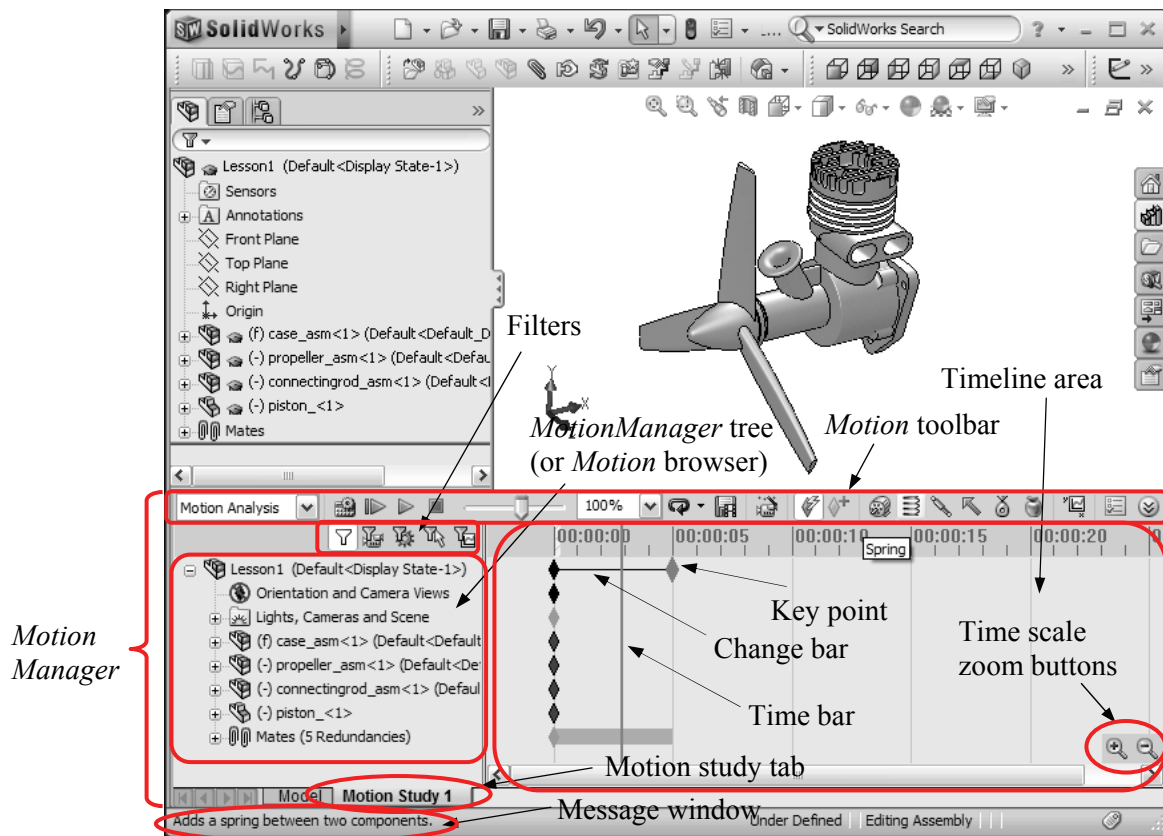 SolidWorks
....
SolidWorks Search
?
Lesson1 (Default<Display State-1>)
Sensors
Annotations
Front Plane
Top Plane
Right Plane
Origin
(f) case_asm<1> (Default<Default_D
(-) propeller_asm<1> (Default<Defau
(-) connectingrod_asm<1> (Default<
(-) piston_<1>
Mates
Filters
Y
X
MotionManager tree
(or Motion browser)
Motion toolbar
Timeline area
Motion Analysis
100%
00:00:00
00:00:05
00:00:10
00:00:15
00:00:20
Spring
Lesson1 (Default<Display State-1>)
Orientation and Camera Views
Lights, Cameras and Scene
(f) case_asm<1> (Default<Default
(-) propeller_asm<1> (Default<De
(-) connectingrod_asm<1> (Defaul
(-) piston_<1>
Mates (5 Redundancies)
Motion
Manager
Key point
Change bar
Time bar
Time scale
zoom buttons
Motion study tab
Model
Motion Study 1
Message window
Adds a spring between two components.
Under Defined
Editing Assembly